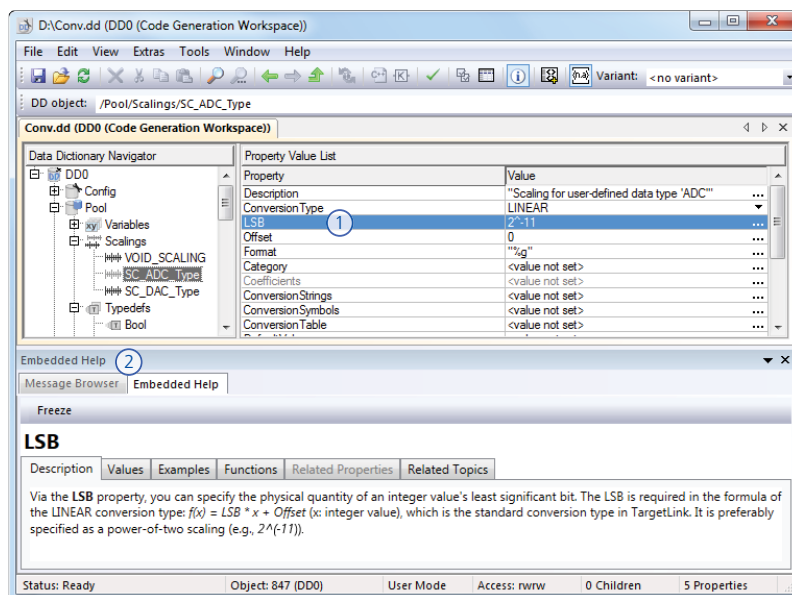 D:\Conv.dd (DD0 (Code Generation Workspace))
File Edit View Extras Tools Window Help
Variant: <no variant>
DD object: /Pool/Scalings/SC_ADC_Type
Conv.dd (DD0 (Code Generation Workspace))
Data Dictionary Navigator
DD0
Config
Pool
Variables
Scalings
VOID_SCALING
SC_ADC_Type
SC_DAC_Type
Typedefs
Bool
Property Value List
Property Value
Description "Scaling for user-defined data type 'ADC'" ...
ConversionType LINEAR
LSB 1 2^-11 ...
Offset 0 ...
Format "%g" ...
Category <value not set> ...
Coefficients
ConversionStrings <value not set> ...
ConversionSymbols <value not set> ...
ConversionTable <value not set> ...
Embedded Help 2
Message Browser Embedded Help
Freeze
LSB
Description Values Examples Functions Related Properties Related Topics
Via the LSB property, you can specify the physical quantity of an integer value's least significant bit. The LSB is required in the formula of
the LINEAR conversion type: f(x) = LSB * x + Offset (x: integer value), which is the standard conversion type in TargetLink. It is preferably
specified as a power-of-two scaling (e.g., 2^(-11)).
Status: Ready Object: 847 (DD0) User Mode Access: rwrw 0 Children 5 Properties